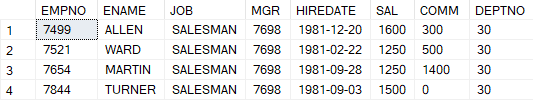 EMPNO ENAME JOB MGR HIREDATE SAL COMM DEPTNO
1 7499 ALLEN SALESMAN 7698 1981-12-20 1600 300 30
2 7521 WARD SALESMAN 7698 1981-02-22 1250 500 30
3 7654 MARTIN SALESMAN 7698 1981-09-28 1250 1400 30
4 7844 TURNER SALESMAN 7698 1981-09-03 1500 0 30